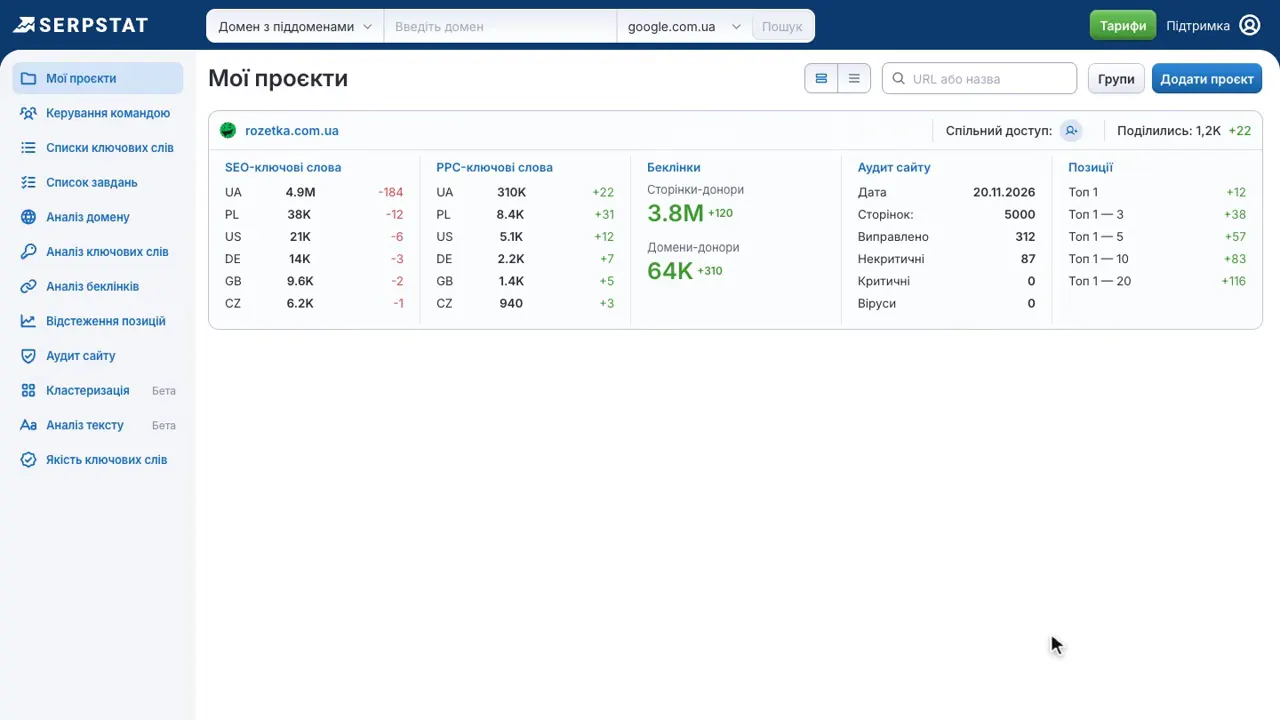 SERPSTAT
Домен з піддоменами
Введіть домен
google.com.ua
Пошук
Тарифи
Підтримка
Мої проєкти
Керування командою
Списки ключових слів
Список завдань
Аналіз домену
Аналіз ключових слів
Аналіз беклінків
Відстеження позицій
Аудит сайту
Кластеризація Бета
Аналіз тексту Бета
Якість ключових слів
Мої проєкти
URL або назва
Групи
Додати проєкт
rozetka.com.ua
Спільний доступ:
Поділились: 1,2K +22
SEO-ключові слова
UA 4.9M -184
PL 38K -12
US 21K -6
DE 14K -3
GB 9.6K -2
CZ 6.2K -1
PPC-ключові слова
UA 310K +22
PL 8.4K +31
US 5.1K +12
DE 2.2K +7
GB 1.4K +5
CZ 940 +3
Беклінки
Сторінки-донори
3.8M +120
Домени-донори
64K +310
Аудит сайту
Дата 20.11.2026
Сторінок: 5000
Виправлено 312
Некритичні 87
Критичні 0
Віруси 0
Позиції
Топ 1 +12
Топ 1 — 3 +38
Топ 1 — 5 +57
Топ 1 — 10 +83
Топ 1 — 20 +116